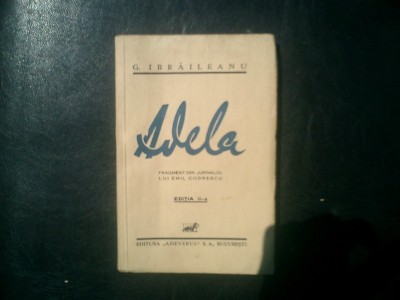 G. IBRĂILEANU
Adela
FRAGMENT DIN JURNALUL
LUI EMIL CODRESCU
EDIȚIA II-a
EDITURA „ADEVERUL" S. A., BUCUREȘTI